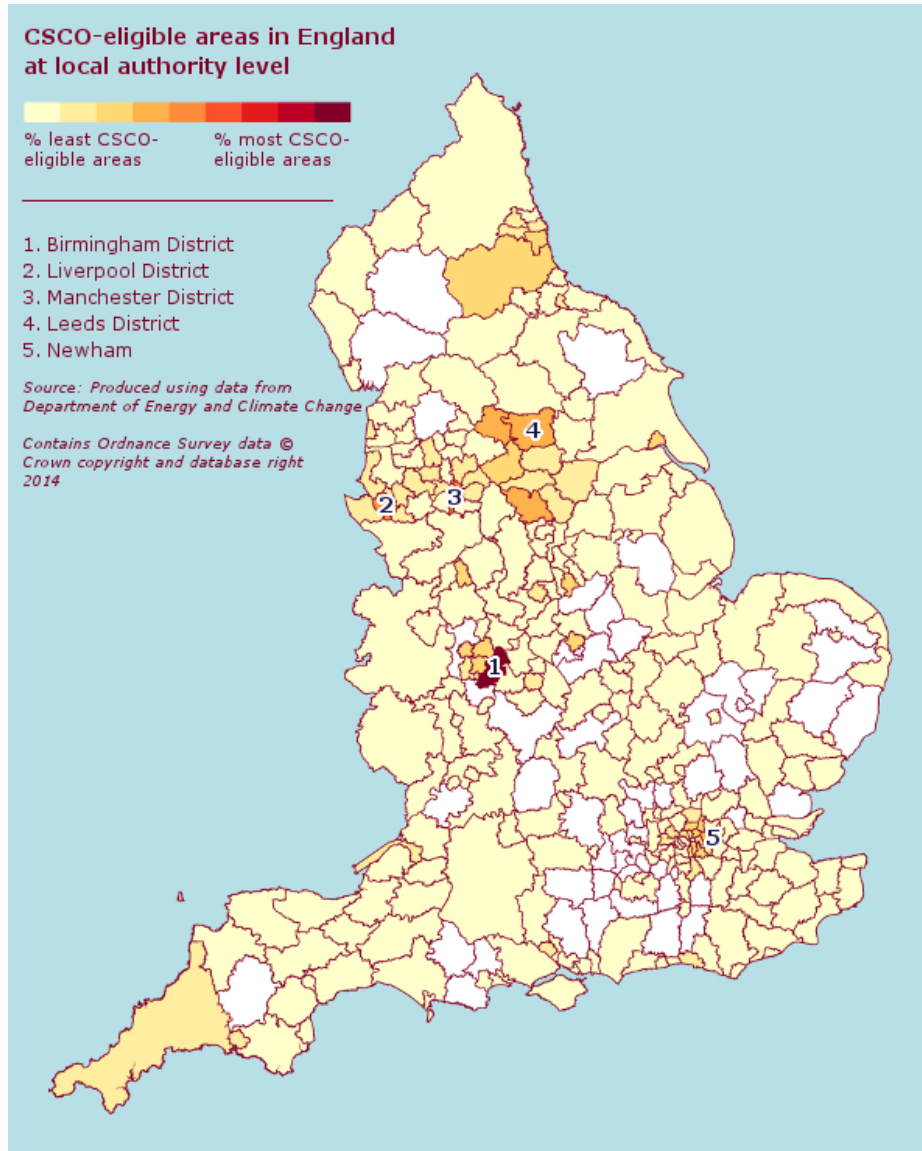 CSCO-eligible areas in England
at local authority level
% least CSCO-
eligible areas
% most CSCO-
eligible areas
1. Birmingham District
2. Liverpool District
3. Manchester District
4. Leeds District
5. Newham
Source: Produced using data from
Department of Energy and Climate Change
Contains Ordnance Survey data ©
Crown copyright and database right
2014
4
2
3
1
5